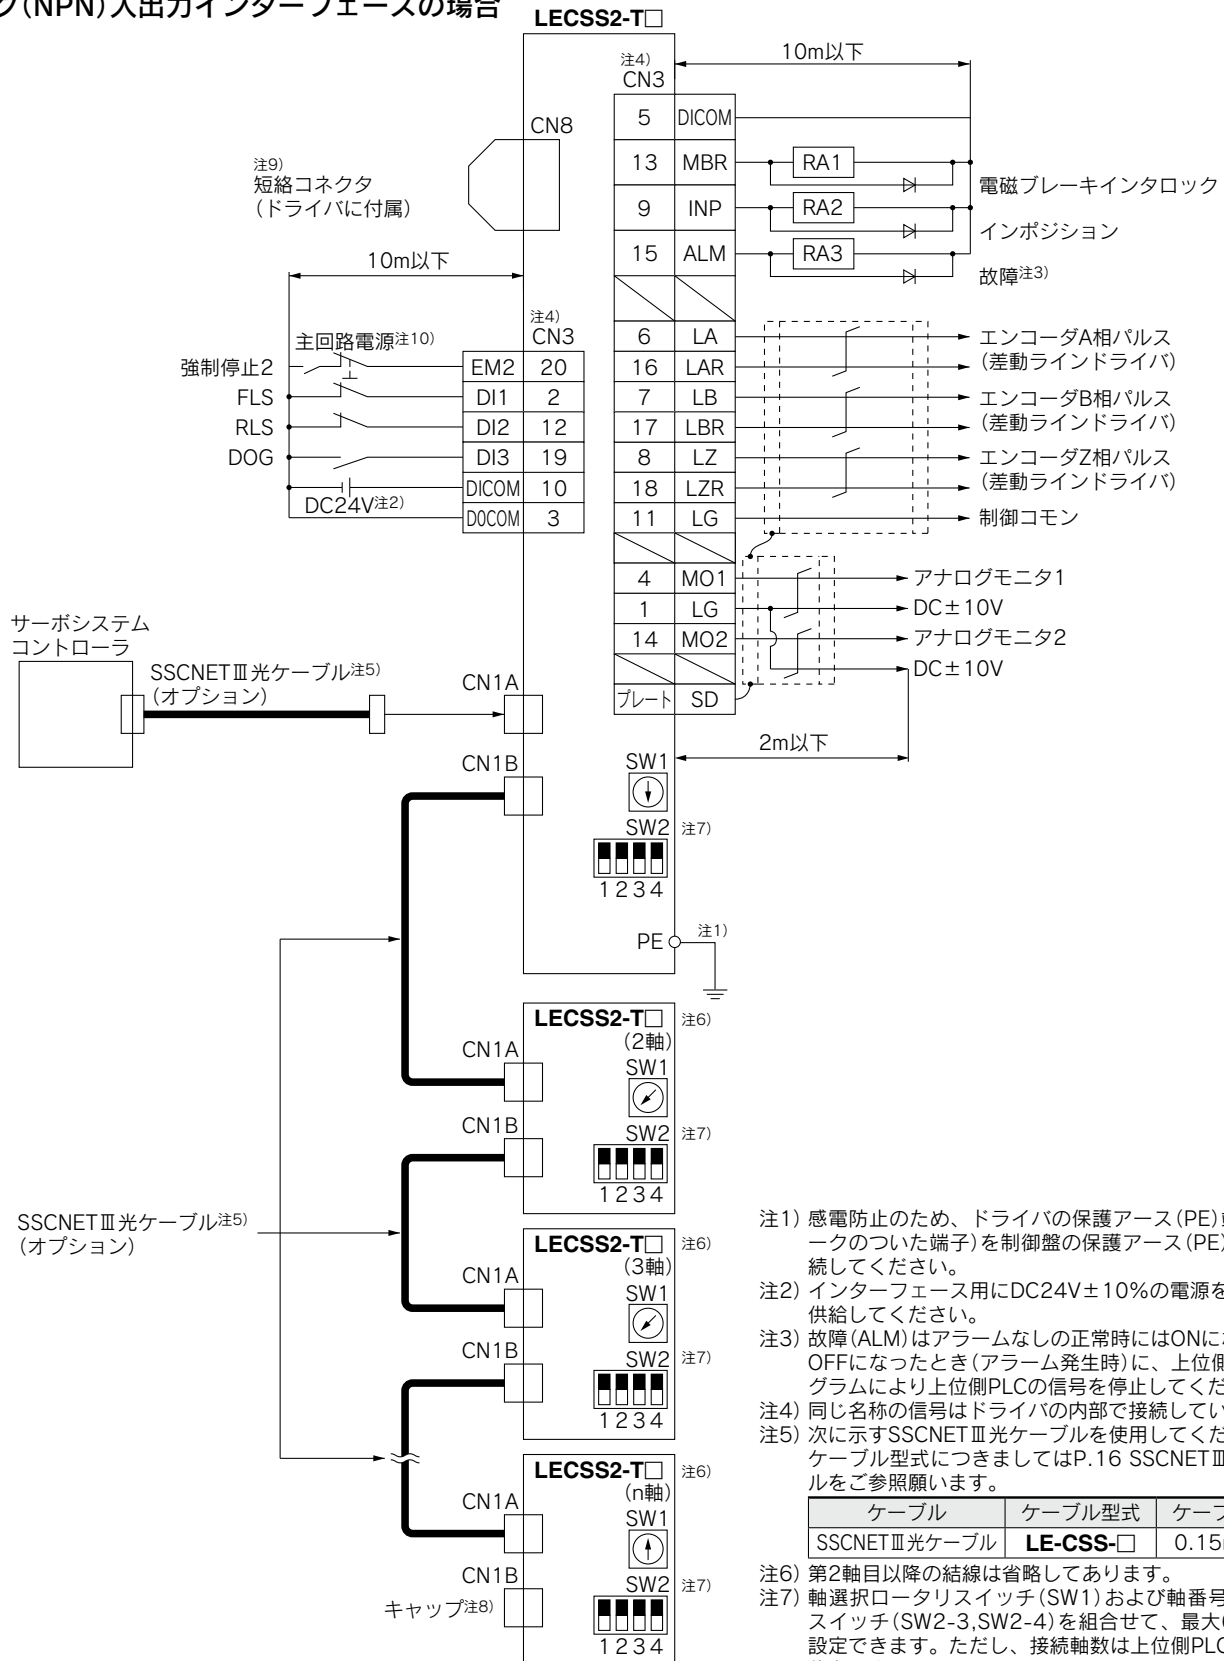 (NPN)入出力インターフェースの場合
LECSS2-T□
注4)
CN3
10m以下
5 DICOM
13 MBR RA1
電磁ブレーキインタロック
9 INP RA2
インポジション
15 ALM RA3
故障注3)
CN8
注9)
短絡コネクタ
(ドライバに付属)
10m以下
注4)
CN3
主回路電源注10)
強制停止2 EM2 20
FLS DI1 2
RLS DI2 12
DOG DI3 19
DICOM 10
DC24V注2)
DOCOM 3
6 LA エンコーダA相パルス
16 LAR (差動ラインドライバ)
7 LB エンコーダB相パルス
17 LBR (差動ラインドライバ)
8 LZ エンコーダZ相パルス
18 LZR (差動ラインドライバ)
11 LG 制御コモン
4 MO1 アナログモニタ1
1 LG DC±10V
14 MO2 アナログモニタ2
DC±10V
プレート SD
2m以下
サーボシステム
コントローラ
SSCNETⅢ光ケーブル注5)
(オプション)
CN1A
CN1B
SW1
SW2 注7)
1 2 3 4
PE 注1)
LECSS2-T□ 注6)
(2軸)
CN1A
SW1
CN1B
SW2 注7)
1 2 3 4
SSCNETⅢ光ケーブル注5)
(オプション)
LECSS2-T□ 注6)
(3軸)
CN1A
SW1
CN1B
SW2 注7)
1 2 3 4
LECSS2-T□ 注6)
(n軸)
CN1A
SW1
CN1B
SW2 注7)
キャップ注8)
1 2 3 4
注1) 感電防止のため、ドライバの保護アース(PE)
ークのついた端子)を制御盤の保護アース(PE)
続してください。
注2) インターフェース用にDC24V±10%の電源を
供給してください。
注3) 故障(ALM)はアラームなしの正常時にはONに
OFFになったとき(アラーム発生時)に、上位側
グラムにより上位側PLCの信号を停止してくだ
注4) 同じ名称の信号はドライバの内部で接続してい
注5) 次に示すSSCNETⅢ光ケーブルを使用してくだ
ケーブル型式につきましてはP.16 SSCNETⅢ
ルをご参照願います。
ケーブル ケーブル型式 ケーブ
SSCNETⅢ光ケーブル LE-CSS-□ 0.15
注6) 第2軸目以降の結線は省略してあります。
注7) 軸選択ロータリスイッチ(SW1)および軸番号
スイッチ(SW2-3,SW2-4)を組合せて、最大
設定できます。ただし、接続軸数は上位側PLC